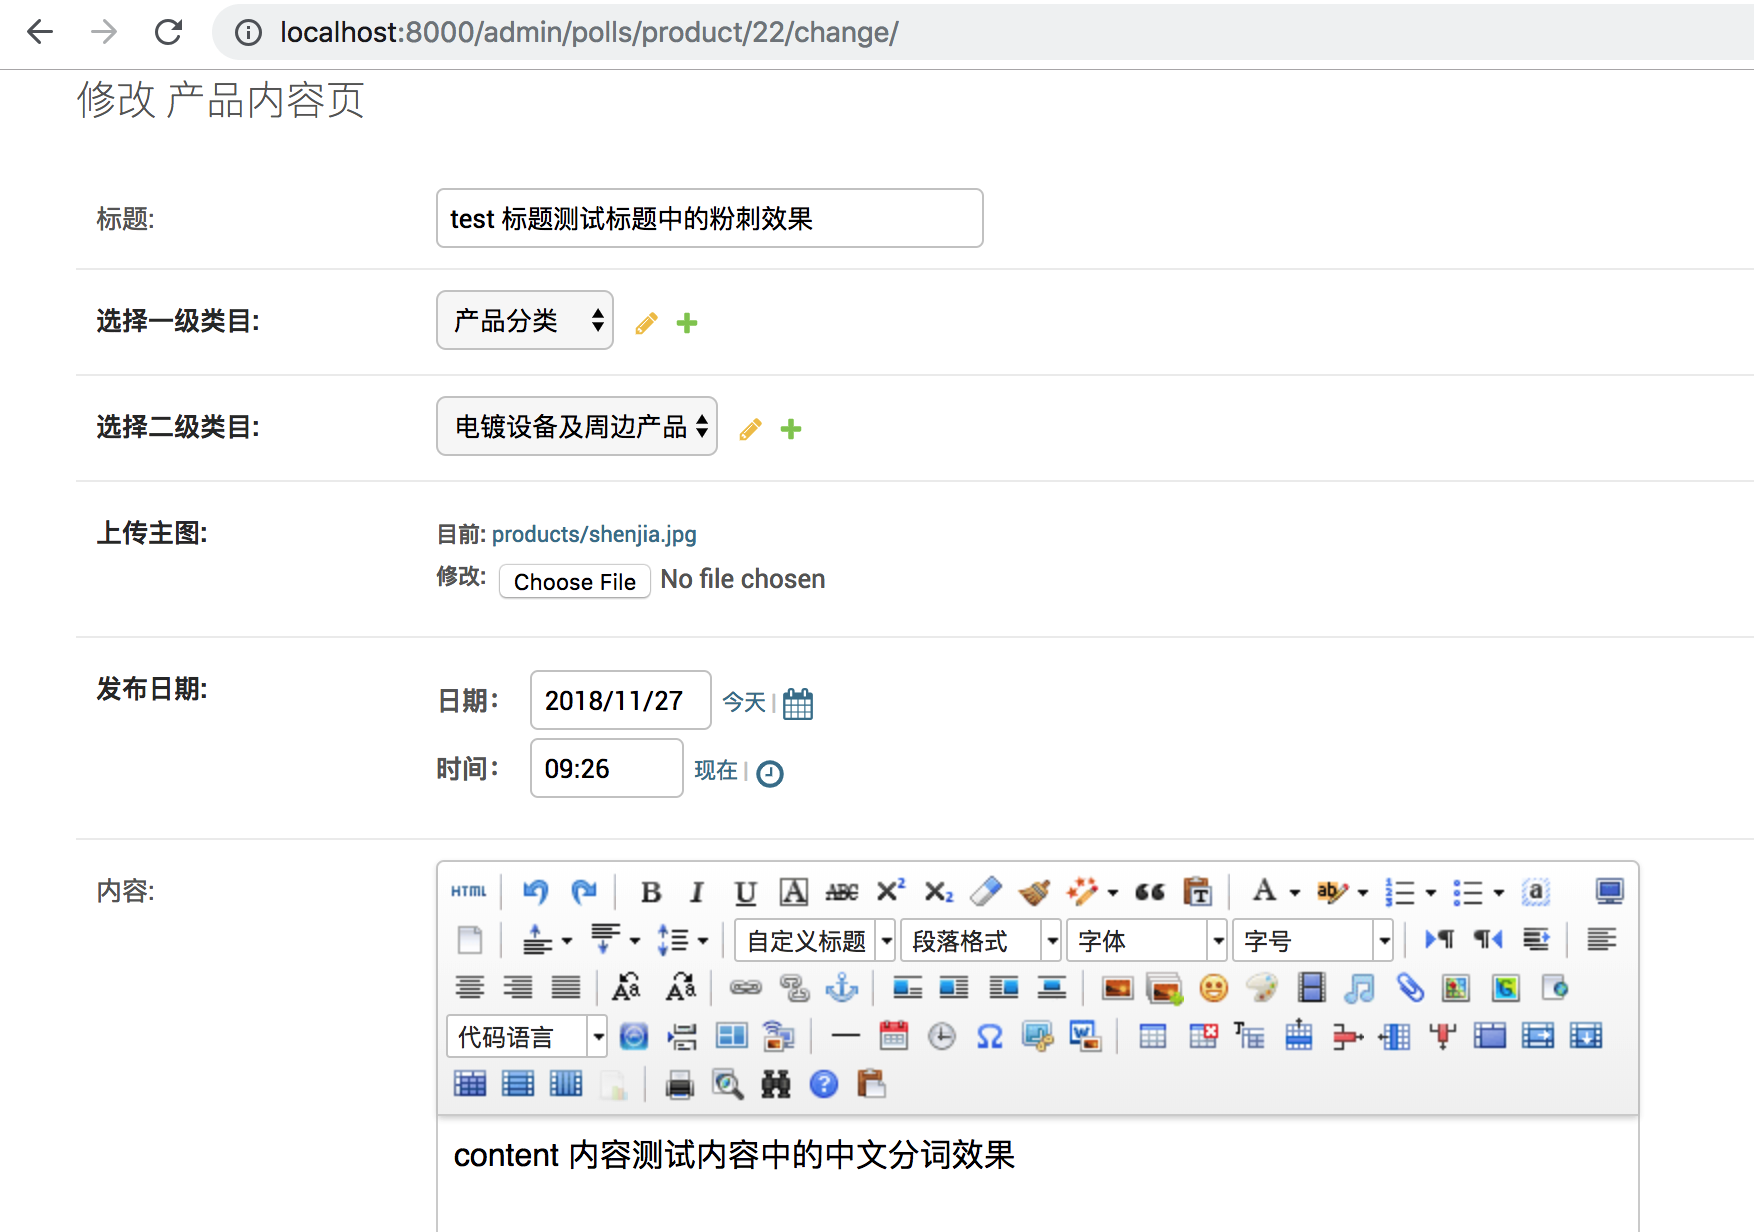 localhost:8000/admin/polls/product/22/change/
修改 产品内容页
标题: test 标题测试标题中的粉刺效果
选择一级类目: 产品分类
选择二级类目: 电镀设备及周边产品
上传主图: 目前: products/shenjia.jpg
修改: Choose File No file chosen
发布日期: 日期： 2018/11/27 今天 |
时间： 09:26 现在 |
内容: HTML B I U A ABC X² X₂ T A ab a
自定义标题 段落格式 字体 字号
代码语言
content 内容测试内容中的中文分词效果